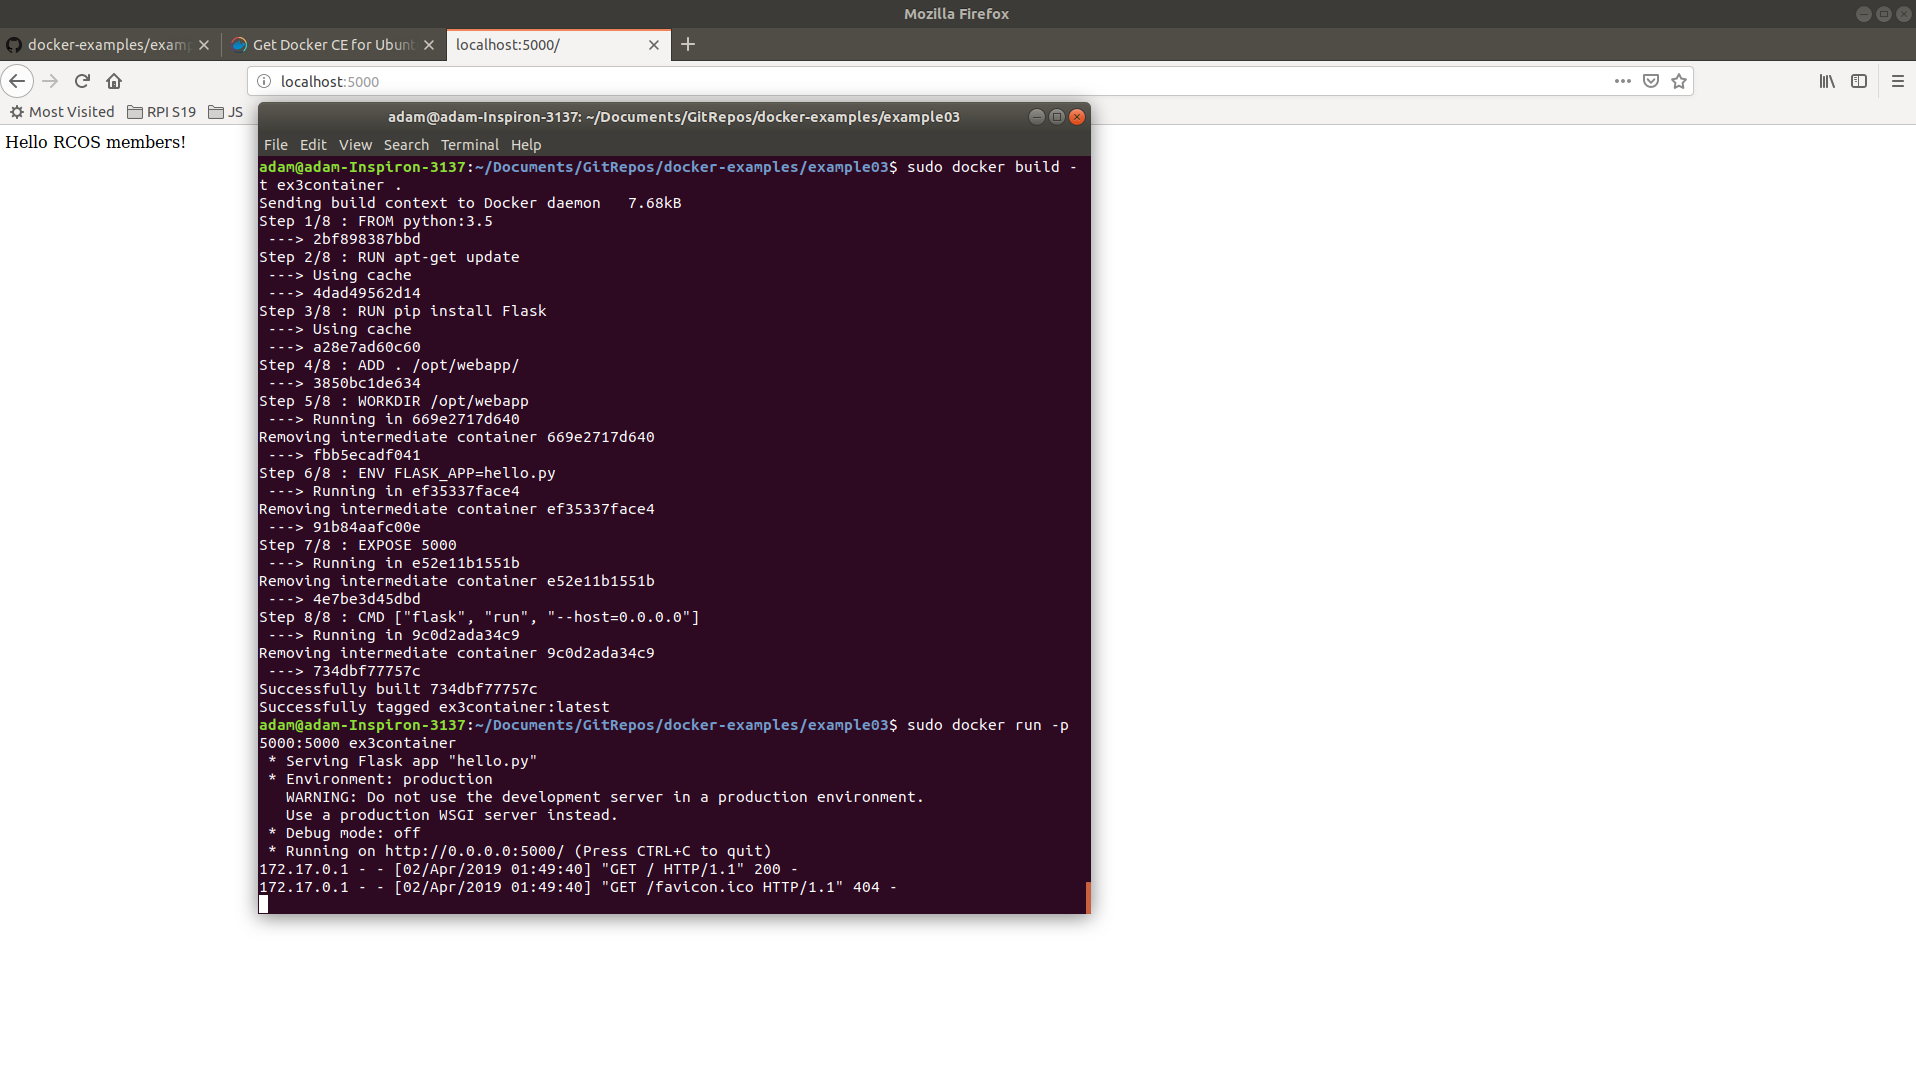 Mozilla Firefox
docker-examples/examp
Get Docker CE for Ubunt
localhost:5000/
localhost:5000
Most Visited
RPI S19
JS
Hello RCOS members!
adam@adam-Inspiron-3137: ~/Documents/GitRepos/docker-examples/example03
File Edit View Search Terminal Help
adam@adam-Inspiron-3137:~/Documents/GitRepos/docker-examples/example03$ sudo docker build -
t ex3container .
Sending build context to Docker daemon   7.68kB
Step 1/8 : FROM python:3.5
 ---> 2bf898387bbd
Step 2/8 : RUN apt-get update
 ---> Using cache
 ---> 4dad49562d14
Step 3/8 : RUN pip install Flask
 ---> Using cache
 ---> a28e7ad60c60
Step 4/8 : ADD . /opt/webapp/
 ---> 3850bc1de634
Step 5/8 : WORKDIR /opt/webapp
 ---> Running in 669e2717d640
Removing intermediate container 669e2717d640
 ---> fbb5ecadf041
Step 6/8 : ENV FLASK_APP=hello.py
 ---> Running in ef35337face4
Removing intermediate container ef35337face4
 ---> 91b84aafc00e
Step 7/8 : EXPOSE 5000
 ---> Running in e52e11b1551b
Removing intermediate container e52e11b1551b
 ---> 4e7be3d45dbd
Step 8/8 : CMD ["flask", "run", "--host=0.0.0.0"]
 ---> Running in 9c0d2ada34c9
Removing intermediate container 9c0d2ada34c9
 ---> 734dbf77757c
Successfully built 734dbf77757c
Successfully tagged ex3container:latest
adam@adam-Inspiron-3137:~/Documents/GitRepos/docker-examples/example03$ sudo docker run -p
5000:5000 ex3container
 * Serving Flask app "hello.py"
 * Environment: production
   WARNING: Do not use the development server in a production environment.
   Use a production WSGI server instead.
 * Debug mode: off
 * Running on http://0.0.0.0:5000/ (Press CTRL+C to quit)
172.17.0.1 - - [02/Apr/2019 01:49:40] "GET / HTTP/1.1" 200 -
172.17.0.1 - - [02/Apr/2019 01:49:40] "GET /favicon.ico HTTP/1.1" 404 -